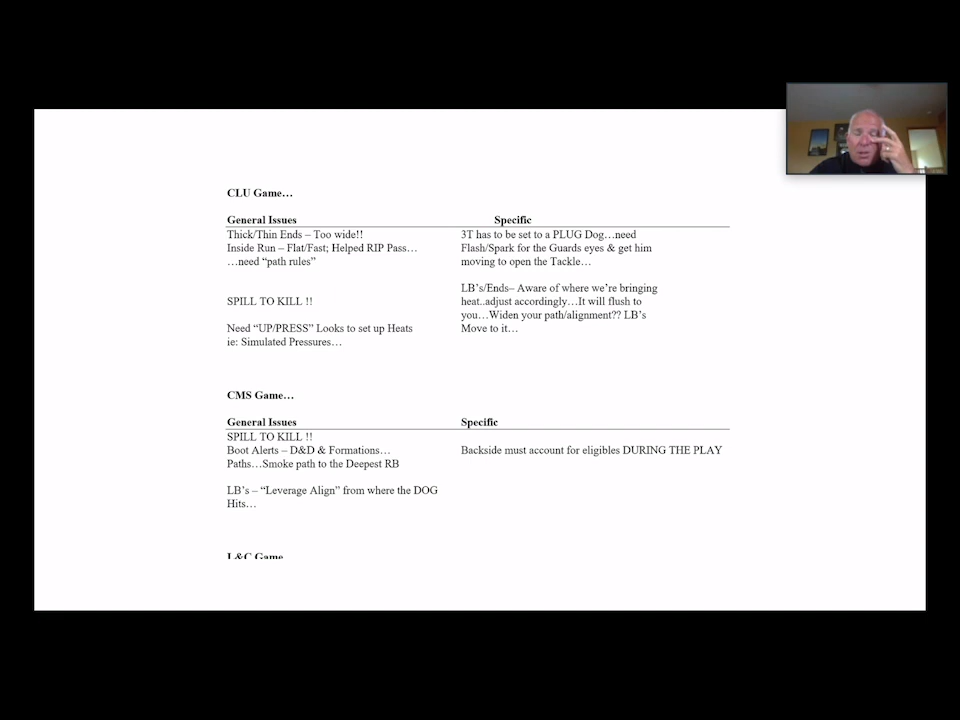 CLU Game…
General Issues
Thick/Thin Ends – Too wide!!
Inside Run – Flat/Fast; Helped RIP Pass…
…need “path rules”
SPILL TO KILL !!
Need “UP/PRESS” Looks to set up Heats
ie: Simulated Pressures…
Specific
3T has to be set to a PLUG Dog…need
Flash/Spark for the Guards eyes & get him
moving to open the Tackle…
LB’s/Ends– Aware of where we’re bringing
heat..adjust accordingly…It will flush to
you…Widen your path/alignment?? LB’s
Move to it…
CMS Game…
General Issues
SPILL TO KILL !!
Boot Alerts – D&D & Formations…
Paths…Smoke path to the Deepest RB
LB’s – “Leverage Align” from where the DOG
Hits…
Specific
Backside must account for eligibles DURING THE PLAY
L&C Game